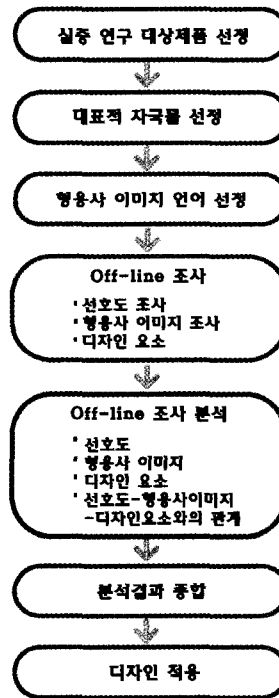 실증 연구 대상제품 선정
대표적 자극물 선정
형용사 이미지 언어 선정
Off-line 조사
• 선호도 조사
• 형용사 이미지 조사
• 디자인 요소
Off-line 조사 분석
• 선호도
• 형용사 이미지
• 디자인 요소
• 선호도-형용사이미지
-디자인요소와의 관계
분석결과 종합
디자인 적용